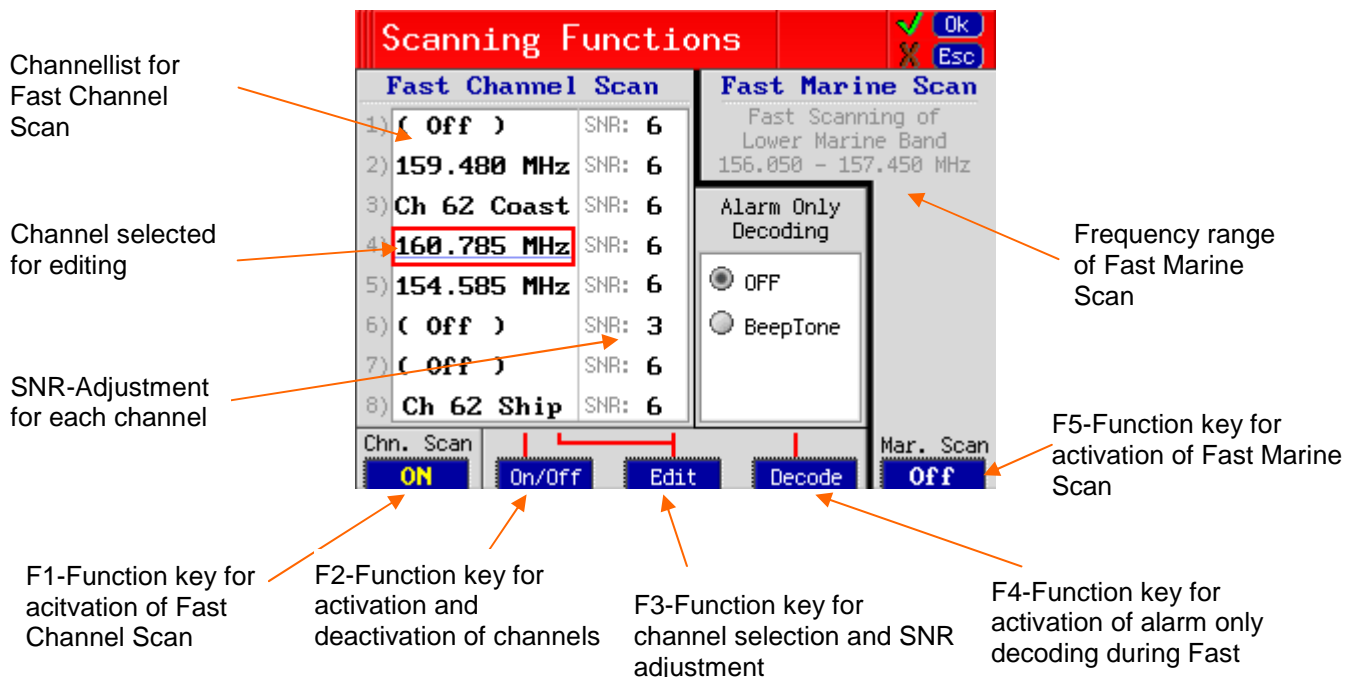 Scanning Functions
Ok
Esc
Channellist for
Fast Channel
Scan
Fast Channel Scan
1) ( Off ) SNR: 6
2) 159.480 MHz SNR: 6
3) Ch 62 Coast SNR: 6
4) 160.785 MHz SNR: 6
5) 154.585 MHz SNR: 6
6) ( Off ) SNR: 3
7) ( Off ) SNR: 6
8) Ch 62 Ship SNR: 6
Fast Marine Scan
Fast Scanning of
Lower Marine Band
156.050 - 157.450 MHz
Alarm Only
Decoding
OFF
BeepTone
Channel selected
for editing
SNR-Adjustment
for each channel
Frequency range
of Fast Marine
Scan
Chn. Scan
ON
On/Off
Edit
Decode
Mar. Scan
Off
F5-Function key for
activation of Fast Marine
Scan
F1-Function key for
acitvation of Fast
Channel Scan
F2-Function key for
activation and
deactivation of channels
F3-Function key for
channel selection and SNR
adjustment
F4-Function key for
activation of alarm only
decoding during Fast